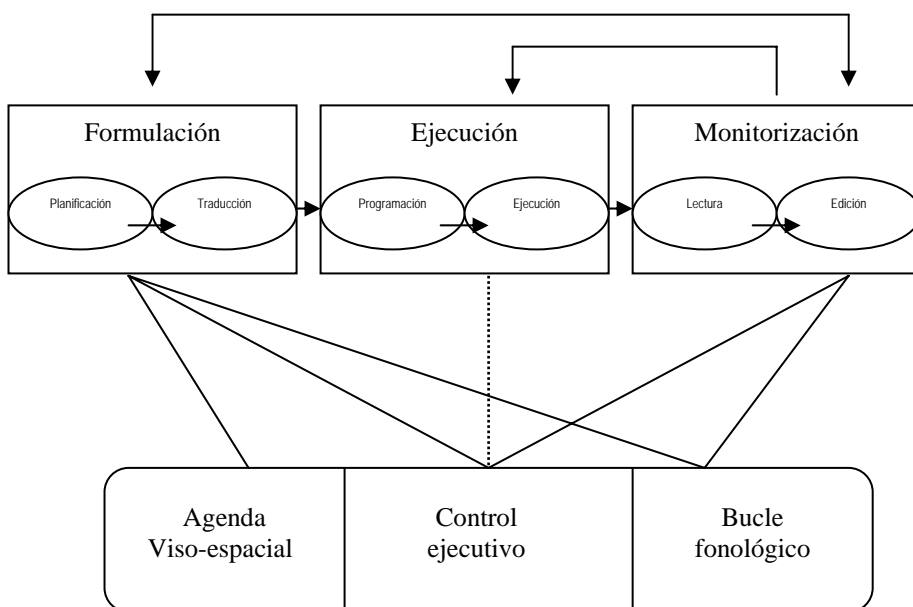 Formulación
Ejecución
Monitorización
Planificación
Traducción
Programación
Ejecución
Lectura
Edición
Agenda
Viso-espacial
Control
ejecutivo
Bucle
fonológico